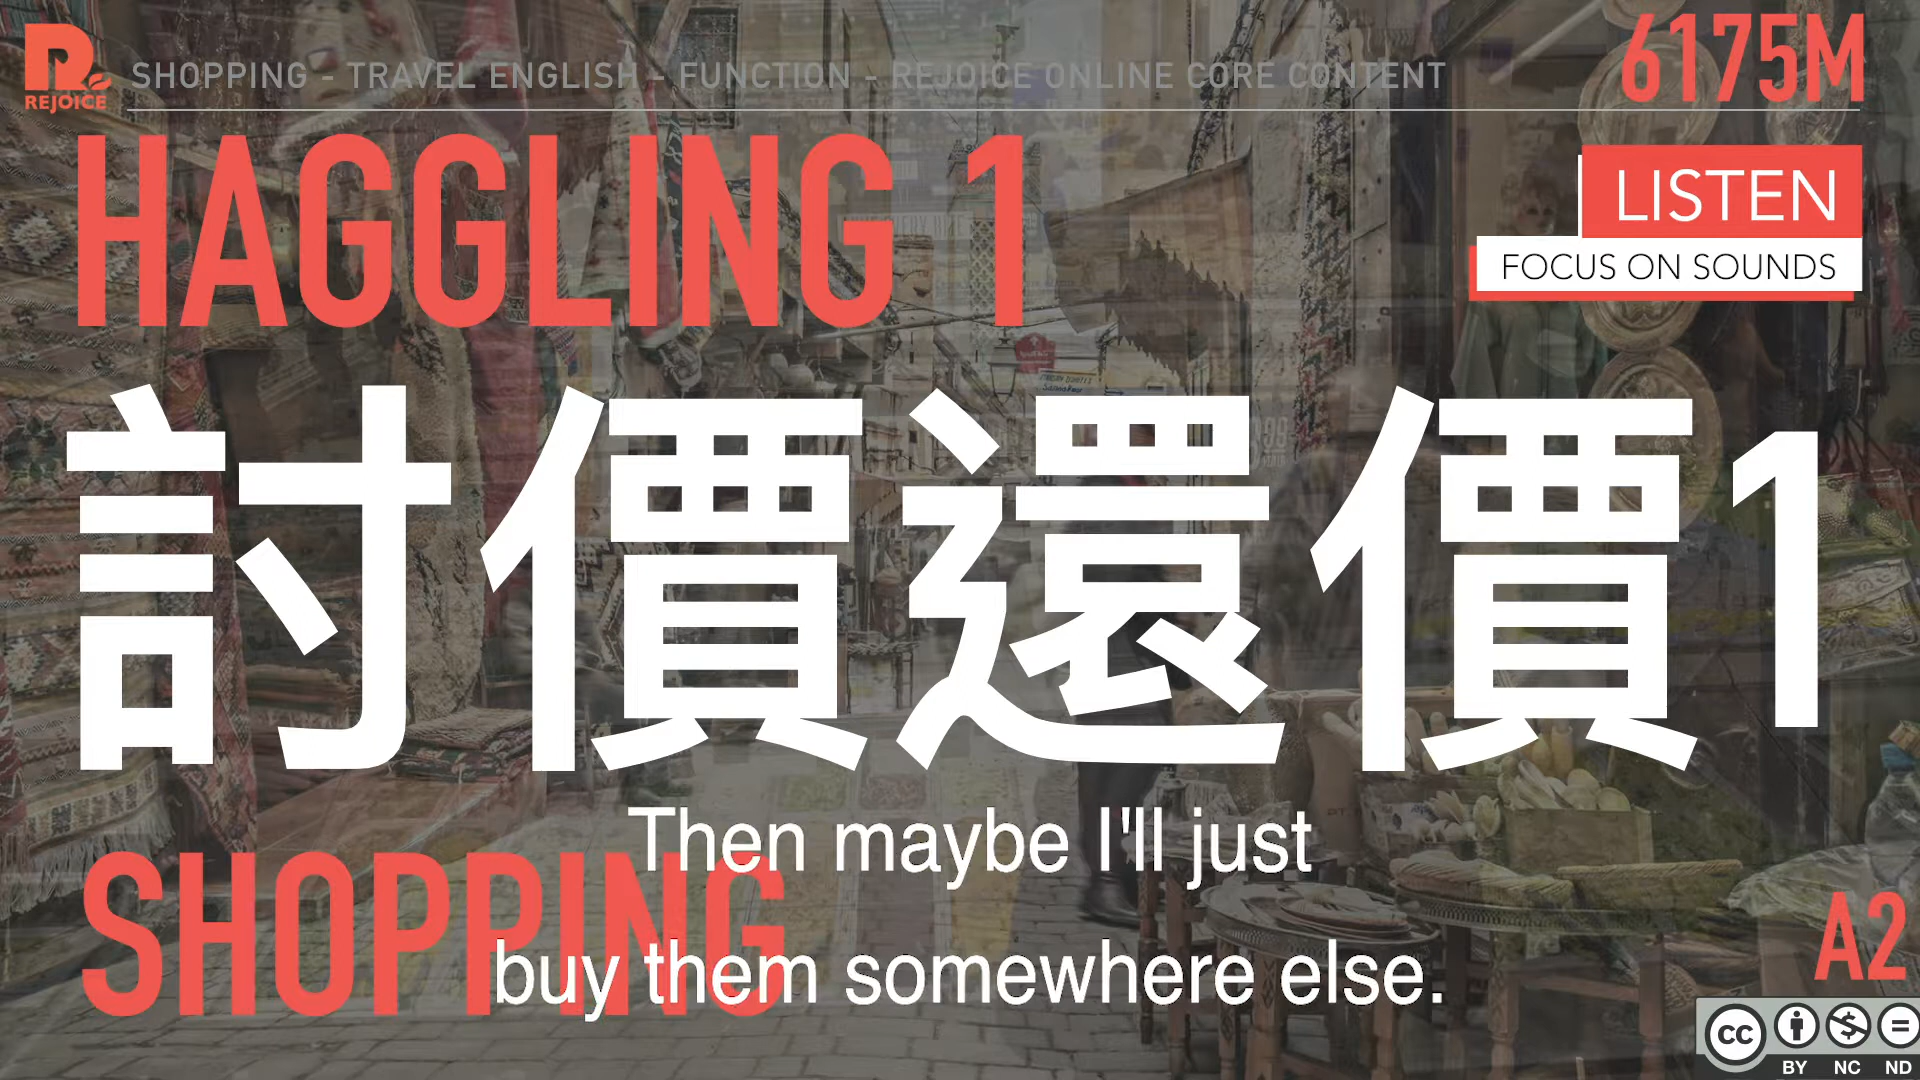 REJOICE
SHOPPING - TRAVEL ENGLISH - FUNCTION - REJOICE ONLINE CORE CONTENT
6175M
HAGGLING 1
LISTEN
FOCUS ON SOUNDS
討價還價1
Then maybe I'll just
SHOPPING
buy them somewhere else.
A2
CC
BY NC ND